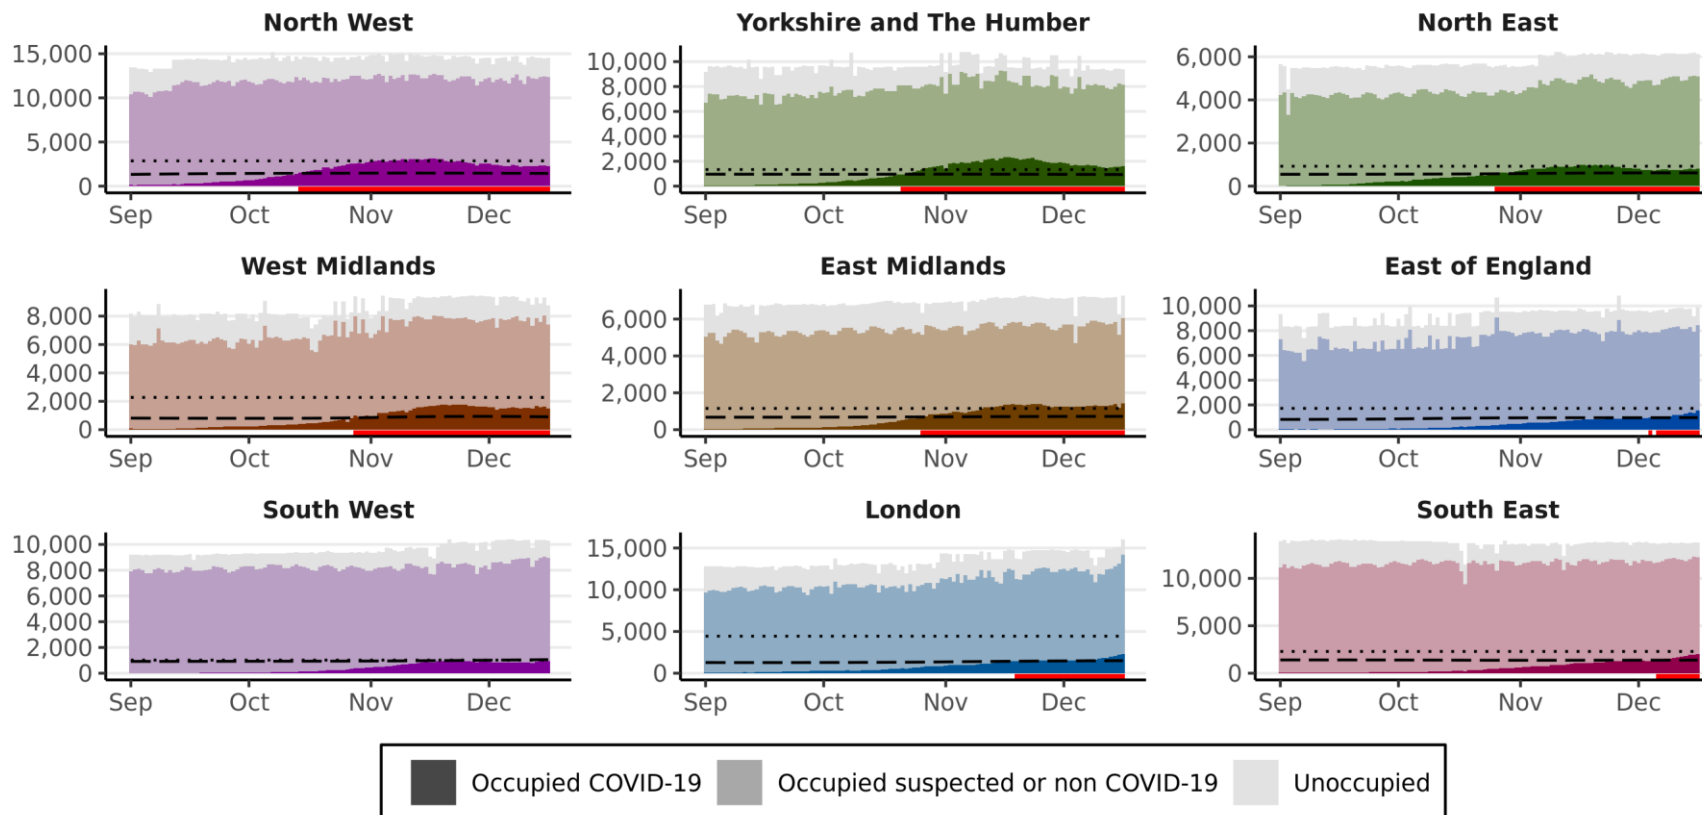 North West
Yorkshire and The Humber
North East
15,000
10,000
5,000
0
10,000
8,000
6,000
4,000
2,000
0
6,000
4,000
2,000
0
Sep Oct Nov Dec
Sep Oct Nov Dec
Sep Oct Nov Dec
West Midlands
East Midlands
East of England
8,000
6,000
4,000
2,000
0
6,000
4,000
2,000
0
10,000
8,000
6,000
4,000
2,000
0
Sep Oct Nov Dec
Sep Oct Nov Dec
Sep Oct Nov Dec
South West
London
South East
10,000
8,000
6,000
4,000
2,000
0
15,000
10,000
5,000
0
10,000
5,000
0
Sep Oct Nov Dec
Sep Oct Nov Dec
Sep Oct Nov Dec
Occupied COVID-19 Occupied suspected or non COVID-19 Unoccupied